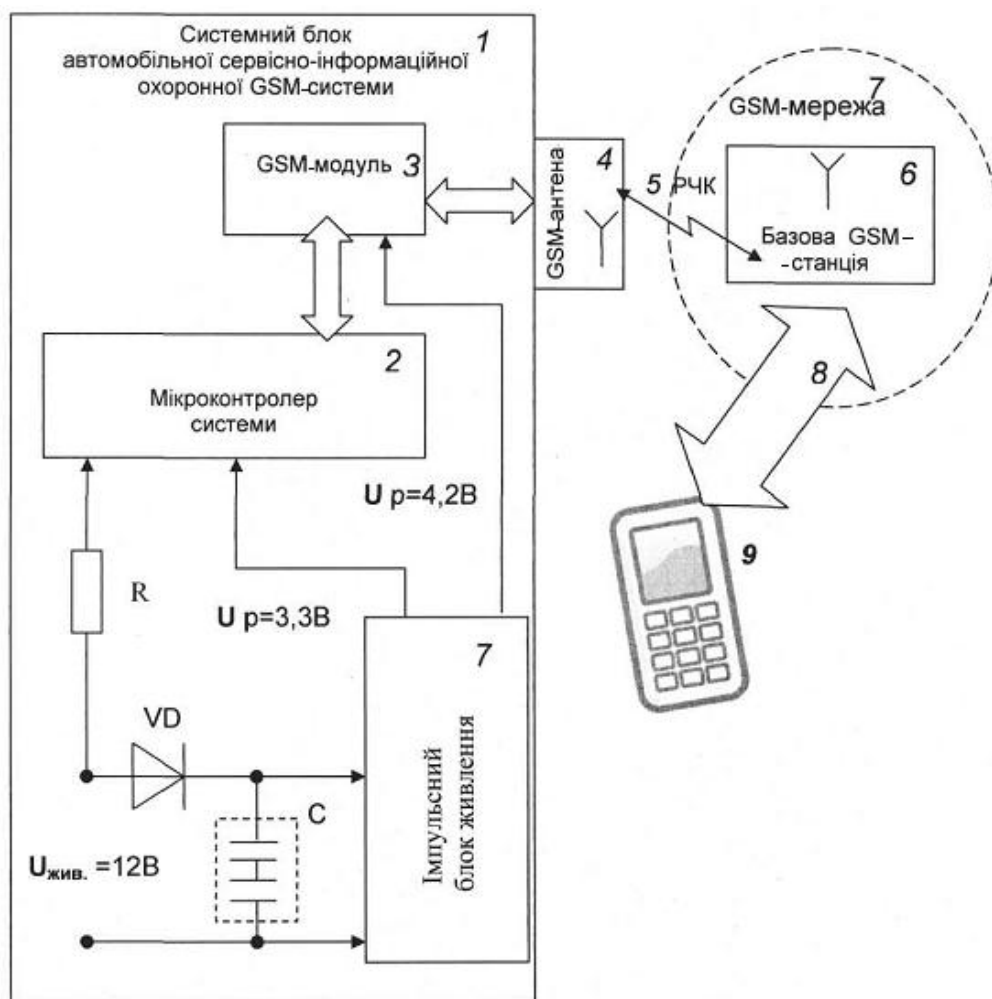 Системний блок
автомобільної сервісно-інформаційної
охоронної GSM-системи
1
GSM-модуль
3
GSM-антена
4
5 РЧК
7
GSM-мережа
6
Базова GSM–
-станція
8
9
2
Мікроконтролер
системи
U р=4,2В
U р=3,3В
R
VD
C
Uжив. =12В
7
Імпульсний
блок живлення